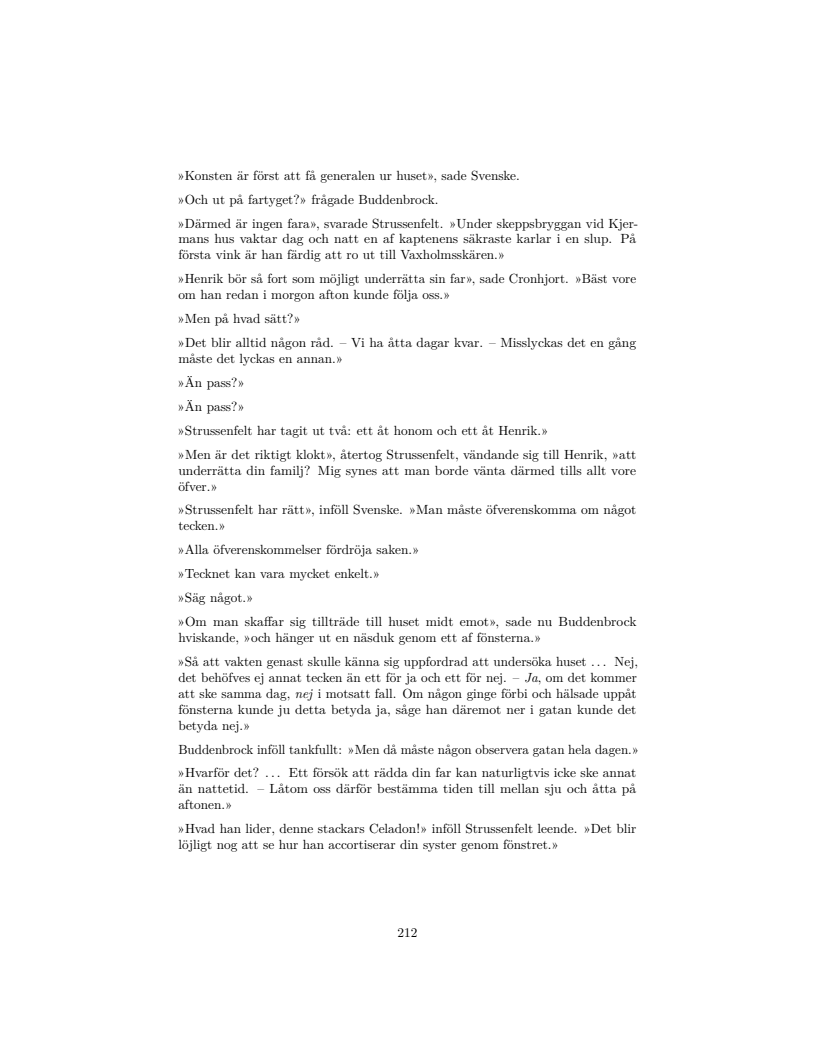 »Konsten är först att få generalen ur huset», sade Svenske.
»Och ut på fartyget?» frågade Buddenbrock.
»Därmed är ingen fara», svarade Strussenfelt. »Under skeppsbryggan vid Kjer-
mans hus vaktar dag och natt en af kaptenens säkraste karlar i en slup. På
första vink är han färdig att ro ut till Vaxholmsskären.»
»Henrik bör så fort som möjligt underrätta sin far», sade Cronhjort. »Bäst vore
om han redan i morgon afton kunde följa oss.»
»Men på hvad sätt?»
»Det blir alltid någon råd. – Vi ha åtta dagar kvar. – Misslyckas det en gång
måste det lyckas en annan.»
»Än pass?»
»Än pass?»
»Strussenfelt har tagit ut två: ett åt honom och ett åt Henrik.»
»Men är det riktigt klokt», återtog Strussenfelt, vändande sig till Henrik, »att
underrätta din familj? Mig synes att man borde vänta därmed tills allt vore
öfver.»
»Strussenfelt har rätt», inföll Svenske. »Man måste öfverenskomma om något
tecken.»
»Alla öfverenskommelser fördröja saken.»
»Tecknet kan vara mycket enkelt.»
»Säg något.»
»Om man skaffar sig tillträde till huset midt emot», sade nu Buddenbrock
hviskande, »och hänger ut en näsduk genom ett af fönsterna.»
»Så att vakten genast skulle känna sig uppfordrad att undersöka huset ... Nej,
det behöfves ej annat tecken än ett för ja och ett för nej. – Ja, om det kommer
att ske samma dag, nej i motsatt fall. Om någon ginge förbi och hälsade uppåt
fönsterna kunde ju detta betyda ja, såge han däremot ner i gatan kunde det
betyda nej.»
Buddenbrock inföll tankfullt: »Men då måste någon observera gatan hela dagen.»
»Hvarför det? ... Ett försök att rädda din far kan naturligtvis icke ske annat
än nattetid. – Låtom oss därför bestämma tiden till mellan sju och åtta på
aftonen.»
»Hvad han lider, denne stackars Celadon!» inföll Strussenfelt leende. »Det blir
löjligt nog att se hur han accortiserar din syster genom fönstret.»
212